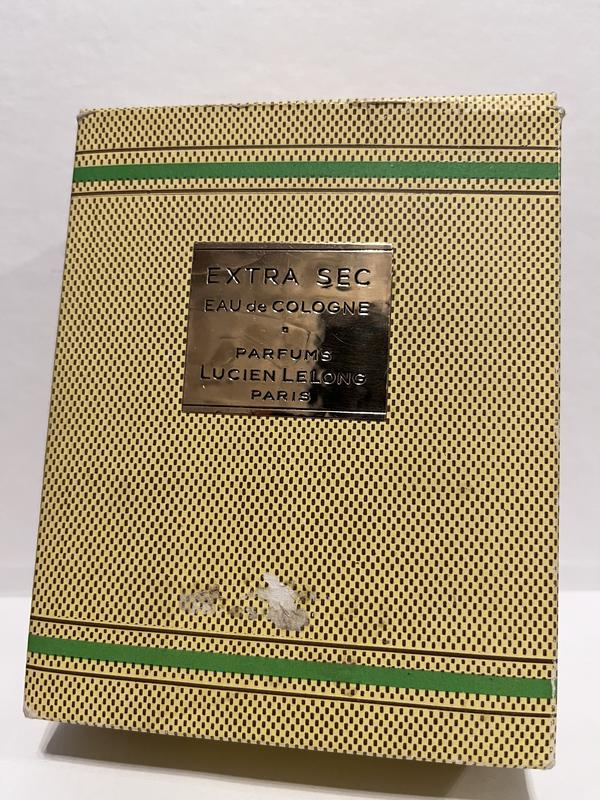 EXTRA SEC
EAU de COLOGNE
PARFUMS
LUCIEN LELONG
PARIS